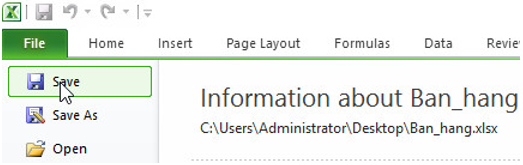 File Home Insert Page Layout Formulas Data Review
Save
Information about Ban_hang
Save As
C:\Users\Administrator\Desktop\Ban_hang.xlsx
Open